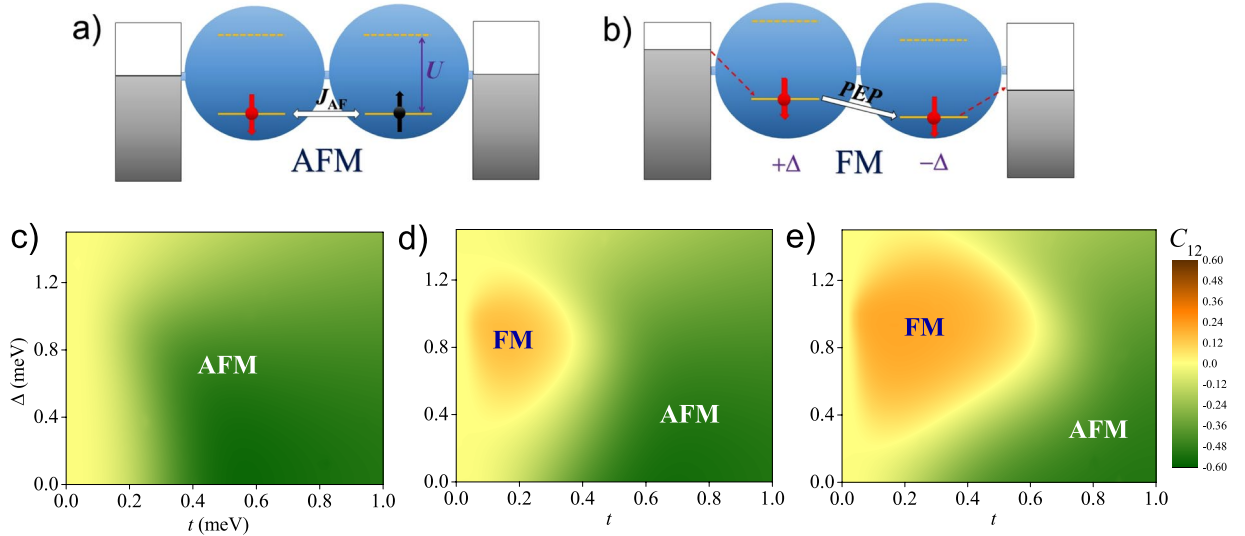 a)
U
J_AF
AFM
b)
PEP
+Δ FM −Δ
c)
Δ (meV)
1.2
0.8
0.4
0.0
AFM
0.0 0.2 0.4 0.6 0.8 1.0
t (meV)
d)
1.2
0.8
0.4
0.0
FM
AFM
0.0 0.2 0.4 0.6 0.8 1.0
t
e)
1.2
0.8
0.4
0.0
FM
AFM
0.0 0.2 0.4 0.6 0.8 1.0
t
C_12
0.60
0.48
0.36
0.24
0.12
0.0
-0.12
-0.24
-0.36
-0.48
-0.60